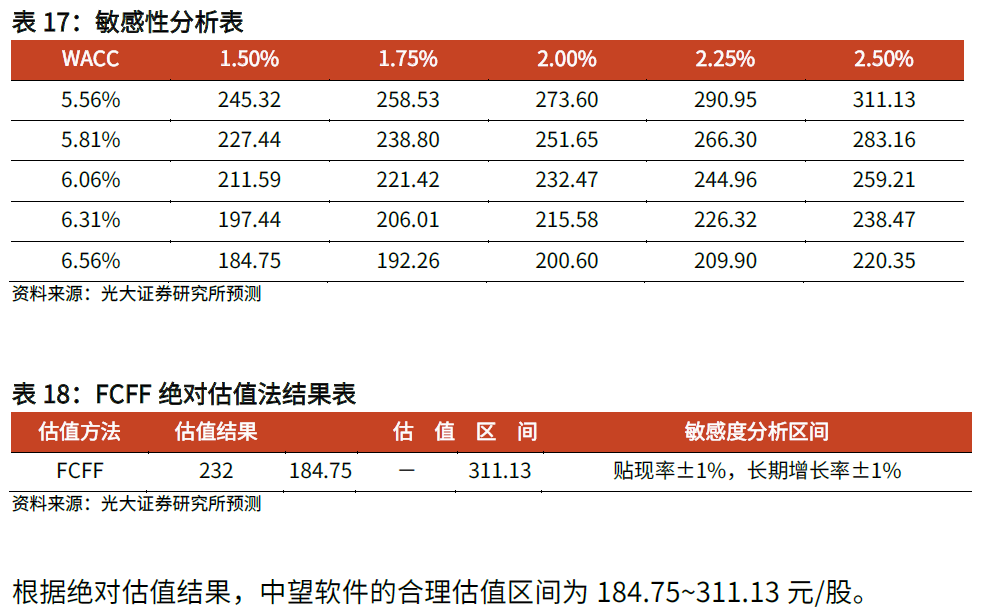 表 17：敏感性分析表
WACC 1.50% 1.75% 2.00% 2.25% 2.50%
5.56% 245.32 258.53 273.60 290.95 311.13
5.81% 227.44 238.80 251.65 266.30 283.16
6.06% 211.59 221.42 232.47 244.96 259.21
6.31% 197.44 206.01 215.58 226.32 238.47
6.56% 184.75 192.26 200.60 209.90 220.35
资料来源：光大证券研究所预测
表 18：FCFF 绝对估值法结果表
估值方法 估值结果 估 值 区 间 敏感度分析区间
FCFF 232 184.75 — 311.13 贴现率±1%，长期增长率±1%
资料来源：光大证券研究所预测
根据绝对估值结果，中望软件的合理估值区间为 184.75~311.13 元/股。